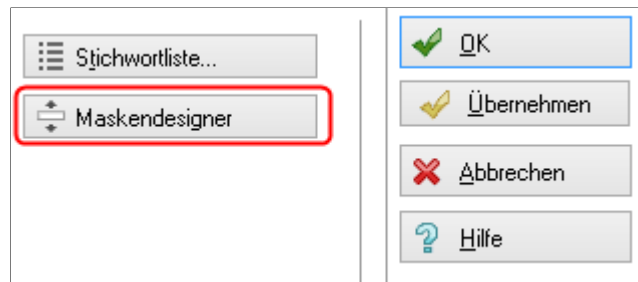 Stichwortliste...
Maskendesigner
OK
Übernehmen
Abbrechen
Hilfe